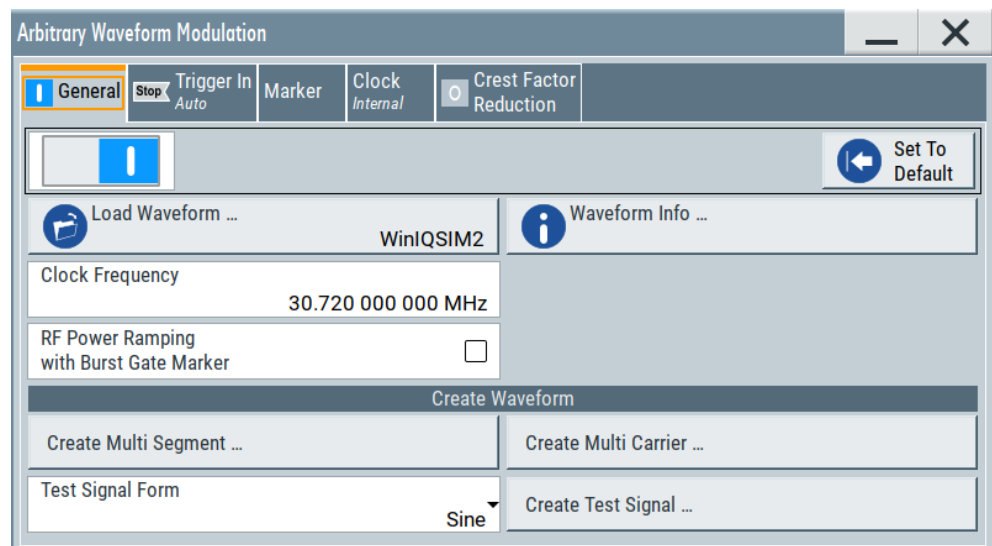 Arbitrary Waveform Modulation
General
Stop
Trigger In
Auto
Marker
Clock
Internal
Crest Factor
Reduction
Set To
Default
Load Waveform ...
WinIQSIM2
Waveform Info ...
Clock Frequency
30.720 000 000 MHz
RF Power Ramping
with Burst Gate Marker
Create Waveform
Create Multi Segment ...
Create Multi Carrier ...
Test Signal Form
Sine
Create Test Signal ...